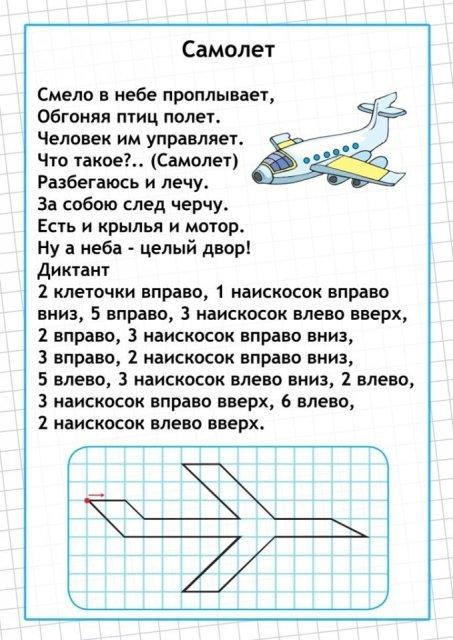 Самолет
Смело в небе проплывает,
Обгоняя птиц полет.
Человек им управляет.
Что такое?.. (Самолет)
Разбегаюсь и лечу.
За собою след черчу.
Есть и крылья и мотор.
Ну а неба - целый двор!
Диктант
2 клеточки вправо, 1 наискосок вправо
вниз, 5 вправо, 3 наискосок влево вверх,
2 вправо, 3 наискосок вправо вниз,
3 вправо, 2 наискосок вправо вниз,
5 влево, 3 наискосок влево вниз, 2 влево,
3 наискосок вправо вверх, 6 влево,
2 наискосок влево вверх.